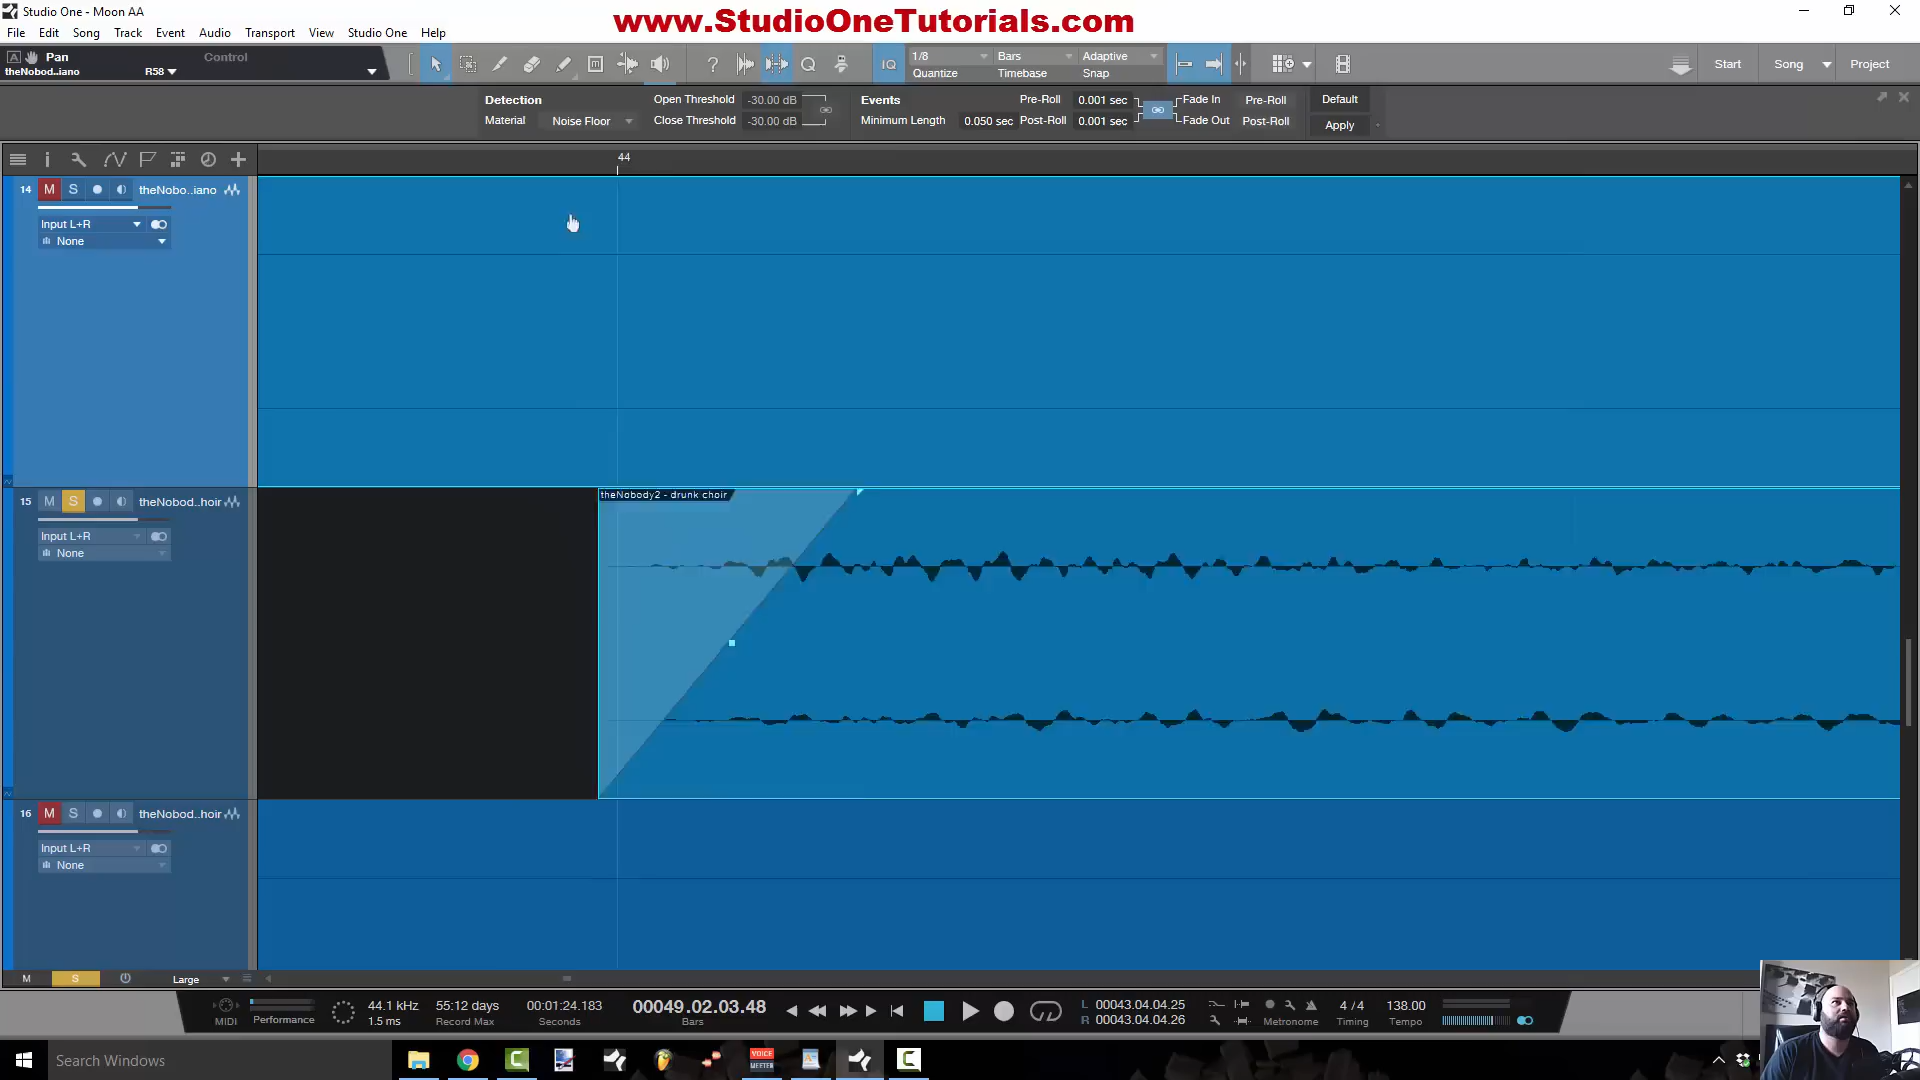 Studio One - Moon AA
www.StudioOneTutorials.com
File Edit Song Track Event Audio Transport View Studio One Help
A Pan Control
theNobod..iano R58
? Q IQ 1/8 Bars Adaptive
Quantize Timebase Snap
Start Song Project
Detection Open Threshold -30.00 dB Events Pre-Roll 0.001 sec Fade In Pre-Roll Default
Material Noise Floor Close Threshold -30.00 dB Minimum Length 0.050 sec Post-Roll 0.001 sec Fade Out Post-Roll Apply
44
14 M S theNobo..iano
Input L+R
None
15 M S theNobod..hoir
theNobody2 - drunk choir
Input L+R
None
16 M S theNobod..hoir
Input L+R
None
M S Large
MIDI Performance 44.1 kHz 55:12 days 00:01:24.183 00049.02.03.48 L 00043.04.04.25 4 / 4 138.00
1.5 ms Record Max Seconds Bars R 00043.04.04.26 Metronome Timing Tempo
Search Windows
VOICE
MEETER